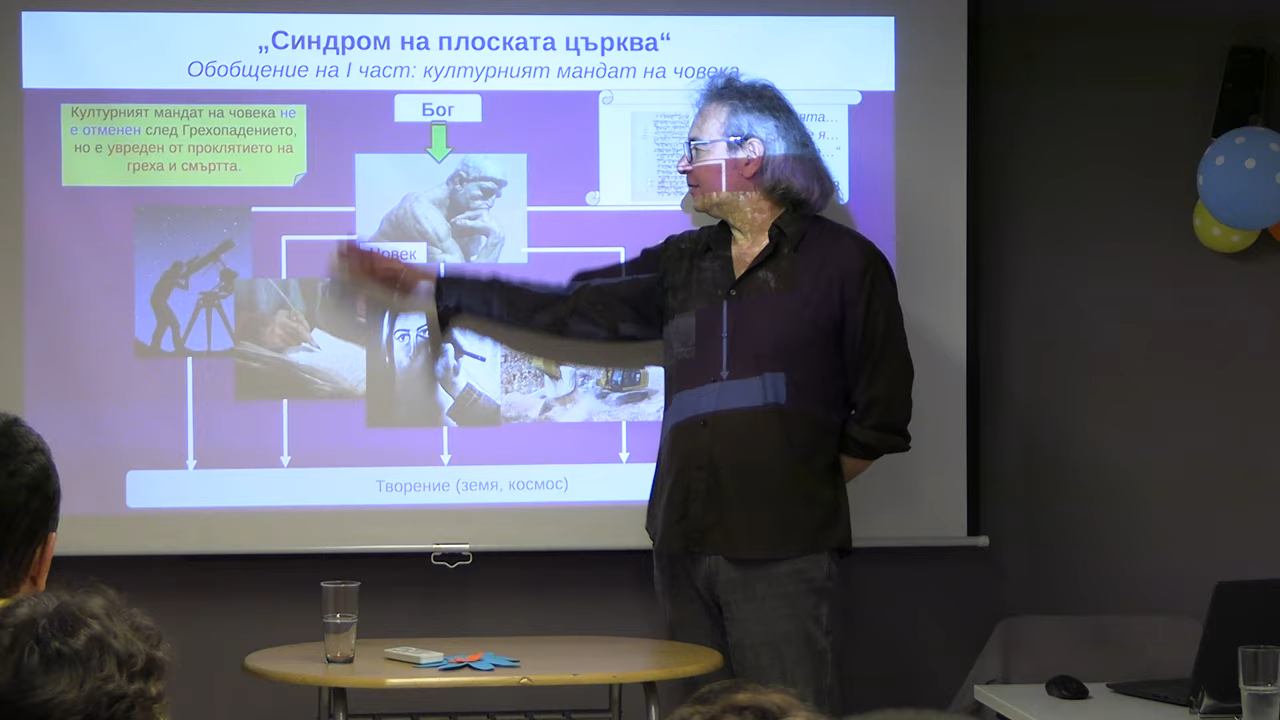 „Синдром на плоската църква“
Обобщение на I част: културният мандат на човека
Културният мандат на човека не
е отменен след Грехопадението,
но е увреден от проклятието на
греха и смъртта.
Бог
Човек
Творение (земя, космос)